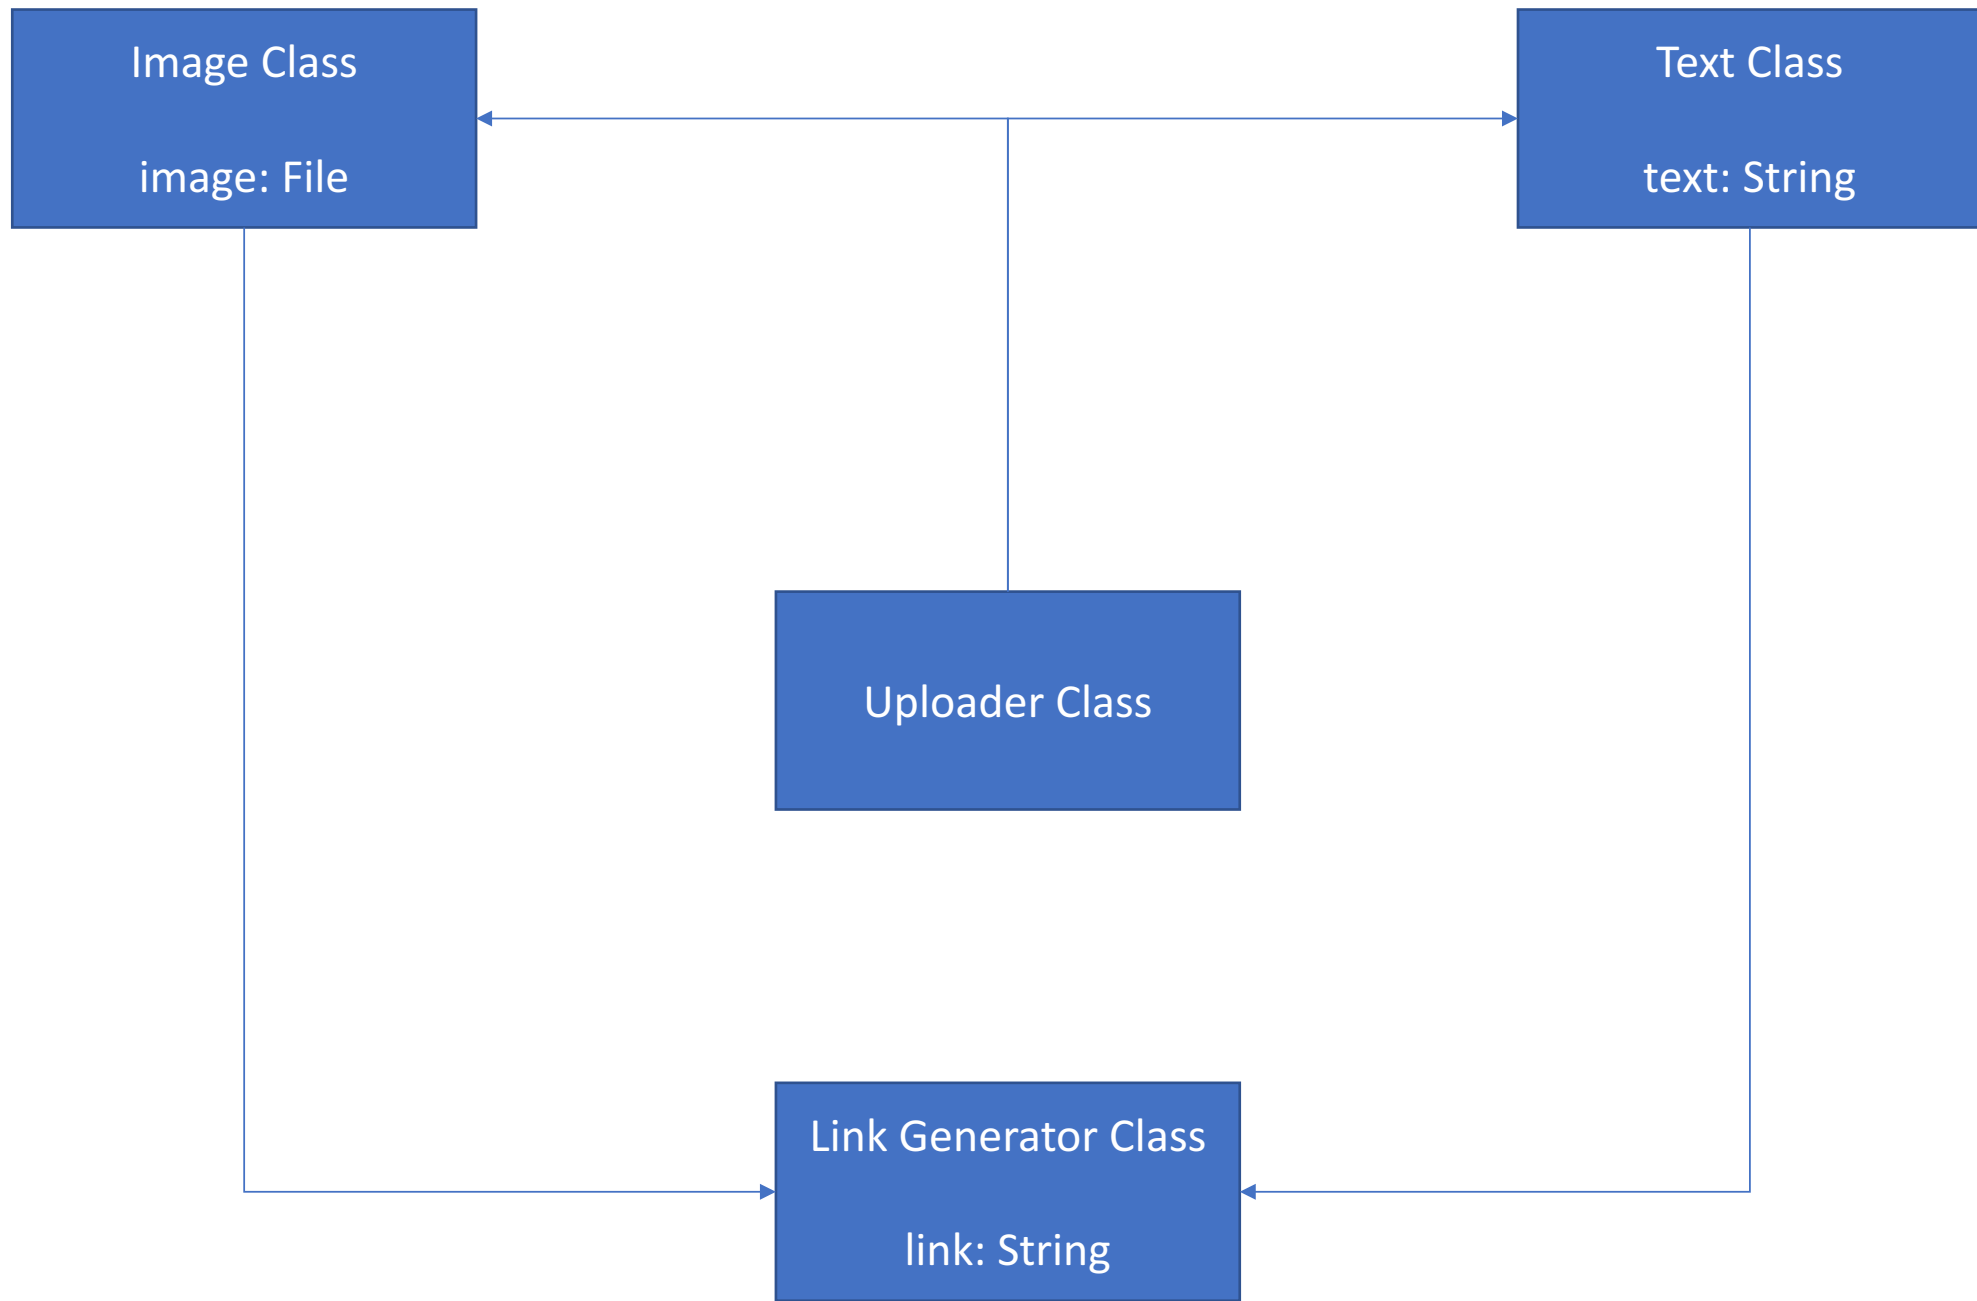 Image Class
image: File
Text Class
text: String
Uploader Class
Link Generator Class
link: String